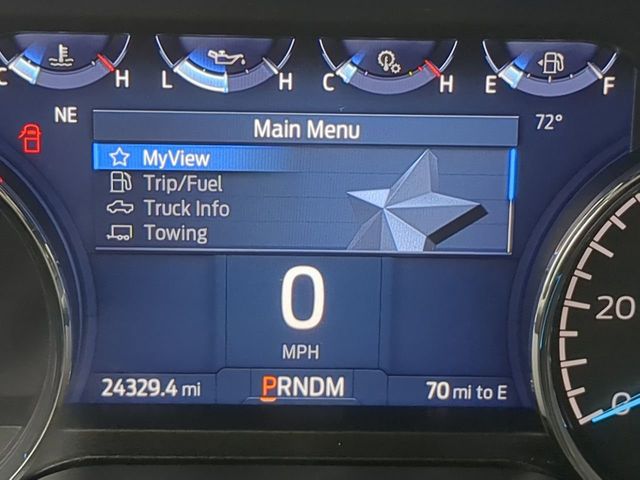 C H L H C H E F
NE
72°
Main Menu
MyView
Trip/Fuel
Truck Info
Towing
0
MPH
24329.4 mi
PRNDM
70 mi to E
20
0